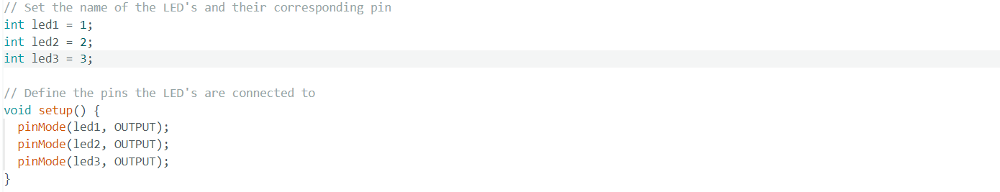 // Set the name of the LED's and their corresponding pin
int led1 = 1;
int led2 = 2;
int led3 = 3;
// Define the pins the LED's are connected to
void setup() {
pinMode(led1, OUTPUT);
pinMode(led2, OUTPUT);
pinMode(led3, OUTPUT);
}